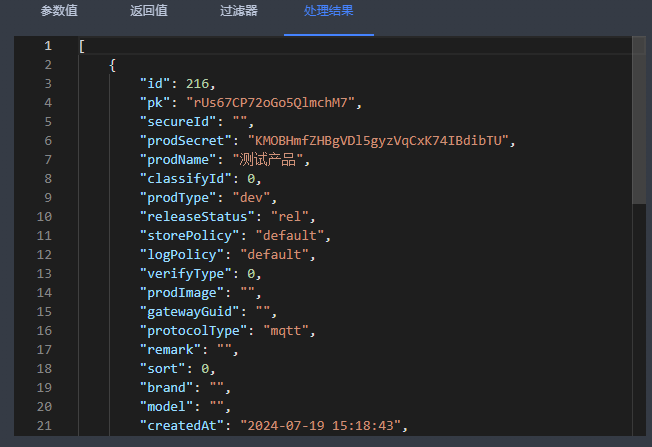 参数值 返回值 过滤器 处理结果
1 [
2 {
3 "id": 216,
4 "pk": "rUs67CP72oGo5QlmchM7",
5 "secureId": "",
6 "prodSecret": "KMOBHmfZHBgVDl5gyzVqCxK74IBdibTU",
7 "prodName": "测试产品",
8 "classifyId": 0,
9 "prodType": "dev",
10 "releaseStatus": "rel",
11 "storePolicy": "default",
12 "logPolicy": "default",
13 "verifyType": 0,
14 "prodImage": "",
15 "gatewayGuid": "",
16 "protocolType": "mqtt",
17 "remark": "",
18 "sort": 0,
19 "brand": "",
20 "model": "",
21 "createdAt": "2024-07-19 15:18:43",